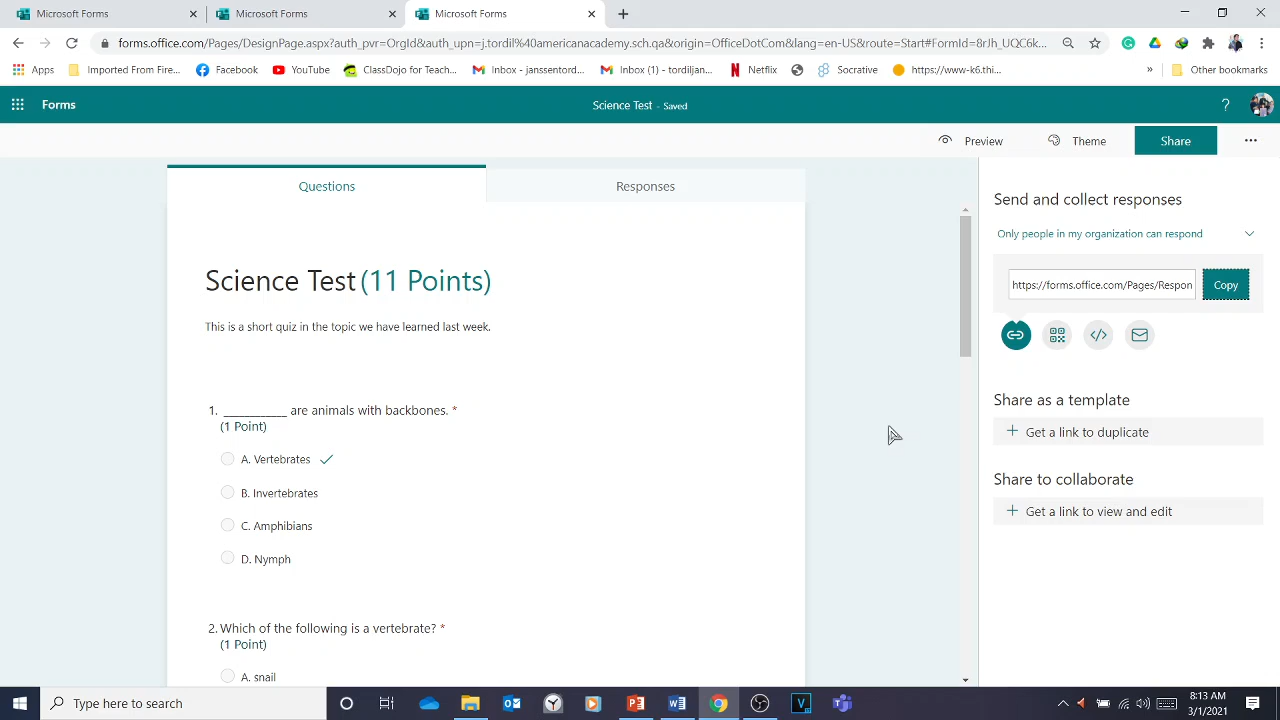 Microsoft Forms
Microsoft Forms
Microsoft Forms
forms.office.com/Pages/DesignPage.aspx?auth_pvr=OrgId&auth_upn=j.tordil%40americanacademy.sch.qa&origin=OfficeDotCom&lang=en-US&route=Start#FormId=8rJh_UQC6k...
Apps
Imported From Fire...
Facebook
YouTube
ClassDojo for Teach...
Inbox - janssentord...
Inbox (1) - tordiljan...
Netflix
Socrative
https://www-k6.thi...
»
Other bookmarks
Forms
Science Test - Saved
?
Preview
Theme
Share
Questions
Responses
Science Test (11 Points)
This is a short quiz in the topic we have learned last week.
1. ___________ are animals with backbones. *
(1 Point)
A. Vertebrates
B. Invertebrates
C. Amphibians
D. Nymph
2. Which of the following is a vertebrate? *
(1 Point)
A. snail
Send and collect responses
Only people in my organization can respond
https://forms.office.com/Pages/Respon
Copy
Share as a template
Get a link to duplicate
Share to collaborate
Get a link to view and edit
Type here to search
8:13 AM
3/1/2021